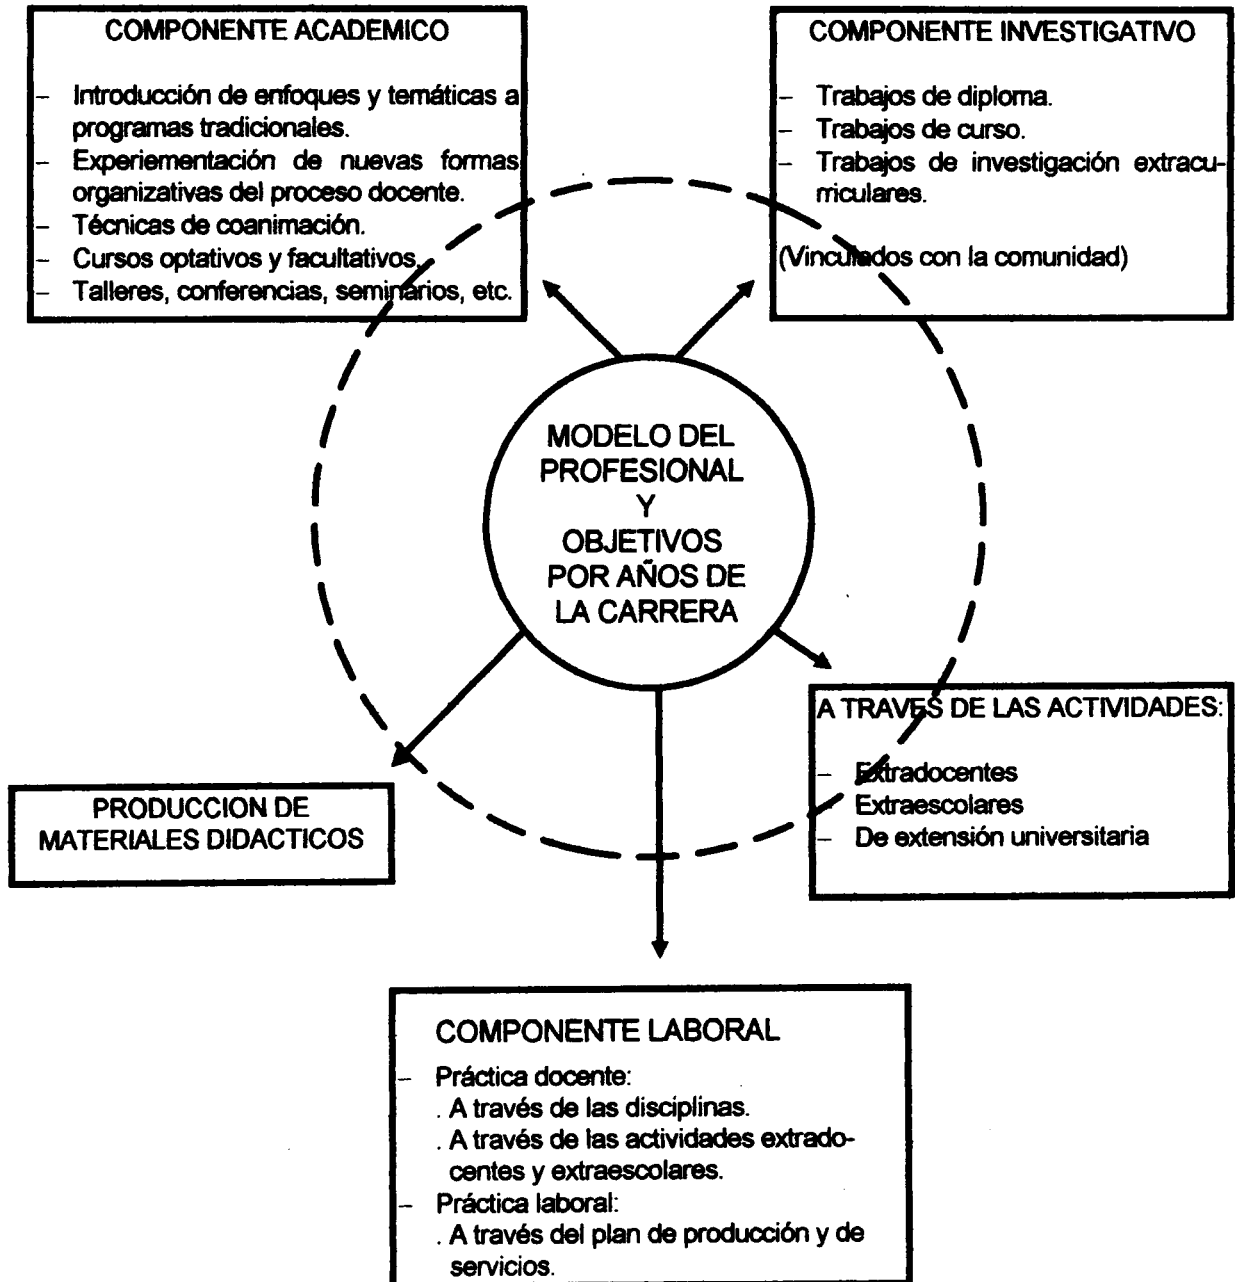 COMPONENTE ACADEMICO
– Introducción de enfoques y temáticas a
programas tradicionales.
– Experiementación de nuevas formas
organizativas del proceso docente.
– Técnicas de coanimación.
– Cursos optativos y facultativos.
– Talleres, conferencias, seminarios, etc.
COMPONENTE INVESTIGATIVO
– Trabajos de diploma.
– Trabajos de curso.
– Trabajos de investigación extracu-
rriculares.
(Vinculados con la comunidad)
MODELO DEL
PROFESIONAL
Y
OBJETIVOS
POR AÑOS DE
LA CARRERA
A TRAVES DE LAS ACTIVIDADES:
– Extradocentes
– Extraescolares
– De extensión universitaria
PRODUCCION DE
MATERIALES DIDACTICOS
COMPONENTE LABORAL
– Práctica docente:
. A través de las disciplinas.
. A través de las actividades extrado-
centes y extraescolares.
– Práctica laboral:
. A través del plan de producción y de
servicios.